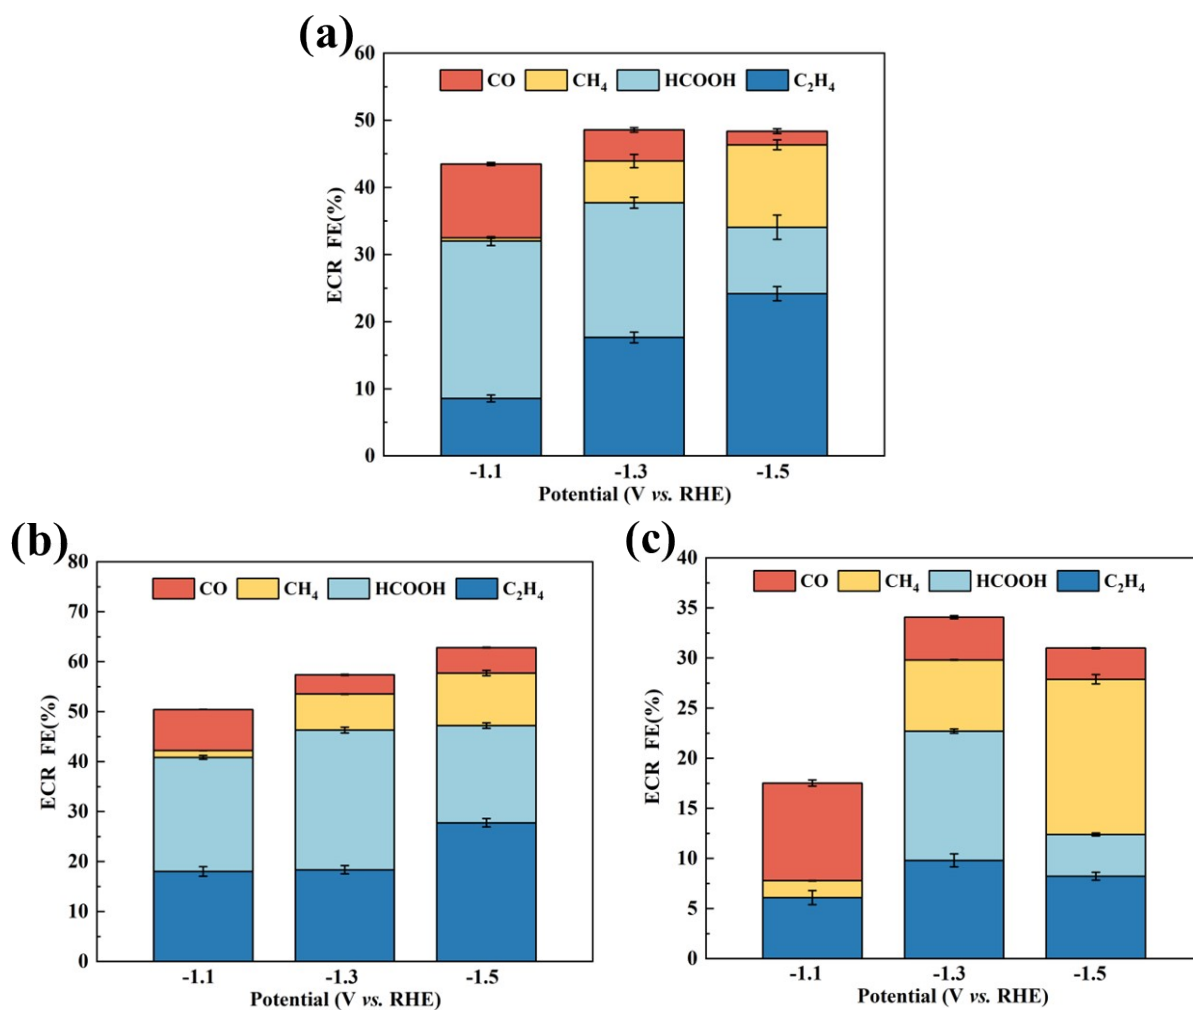 (a)
60
CO CH₄ HCOOH C₂H₄
50
40
30
20
10
0
ECR FE(%)
-1.1 -1.3 -1.5
Potential (V vs. RHE)
(b)
80
CO CH₄ HCOOH C₂H₄
70
60
50
40
30
20
10
0
ECR FE(%)
-1.1 -1.3 -1.5
Potential (V vs. RHE)
(c)
40
CO CH₄ HCOOH C₂H₄
35
30
25
20
15
10
5
0
ECR FE(%)
-1.1 -1.3 -1.5
Potential (V vs. RHE)